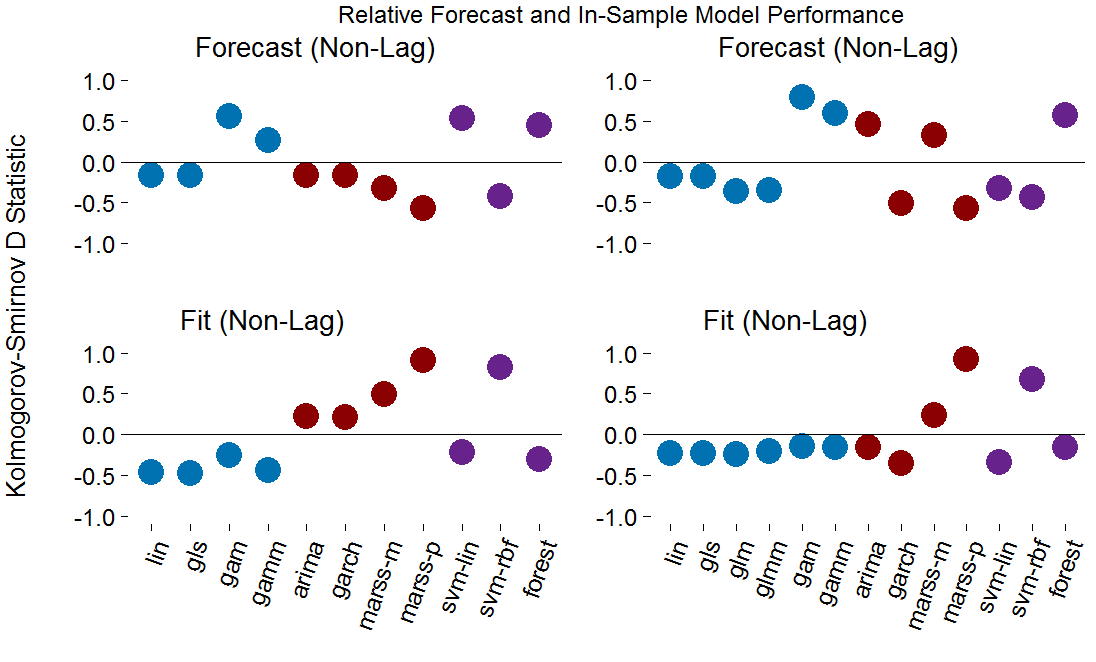 Relative Forecast and In-Sample Model Performance
Kolmogorov-Smirnov D Statistic
Forecast (Non-Lag)
1.0
0.5
0.0
-0.5
-1.0
Forecast (Non-Lag)
1.0
0.5
0.0
-0.5
-1.0
Fit (Non-Lag)
1.0
0.5
0.0
-0.5
-1.0
lin
gls
gam
gamm
arima
garch
marss-m
marss-p
svm-lin
svm-rbf
forest
Fit (Non-Lag)
1.0
0.5
0.0
-0.5
-1.0
lin
gls
glm
glmm
gam
gamm
arima
garch
marss-m
marss-p
svm-lin
svm-rbf
forest